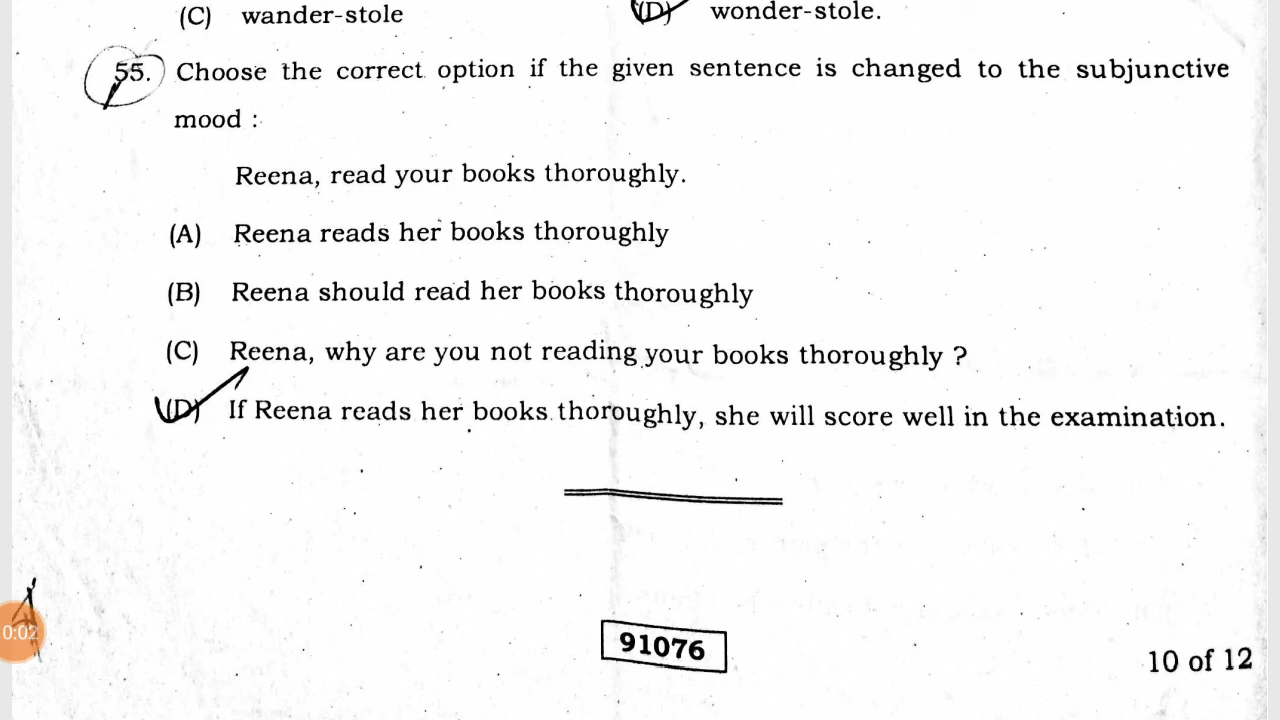 (C) wander-stole (D) wonder-stole.
55. Choose the correct option if the given sentence is changed to the subjunctive
mood :
Reena, read your books thoroughly.
(A) Reena reads her books thoroughly
(B) Reena should read her books thoroughly
(C) Reena, why are you not reading your books thoroughly ?
(D) If Reena reads her books thoroughly, she will score well in the examination.
0:02
91076
10 of 12